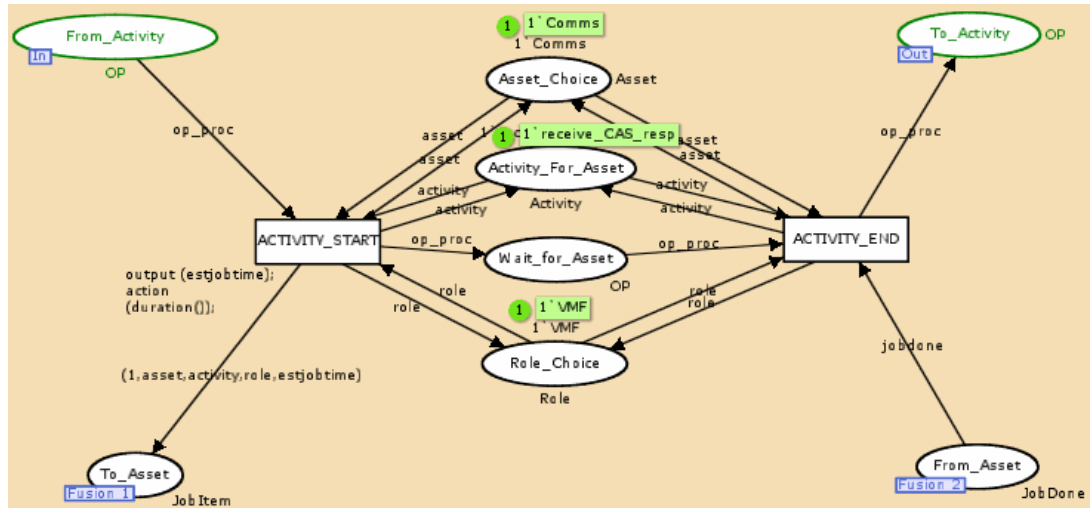 1 1`Comms
1`Comms
From_Activity
In
OP
Asset_Choice Asset
To_Activity OP
Out
op_proc
asset
asset
1 1`receive_CAS_resp
asset
asset
op_proc
Activity_For_Asset
activity
activity
Activity
activity
activity
ACTIVITY_START
op_proc
Wait_for_Asset
OP
op_proc
ACTIVITY_END
output (estjobtime);
action
(duration());
role
role
1 1`VMF
1`VMF
role
role
Role_Choice
Role
jobdone
(1,asset,activity,role,estjobtime)
To_Asset
Fusion 1
JobItem
From_Asset
Fusion 2
JobDone